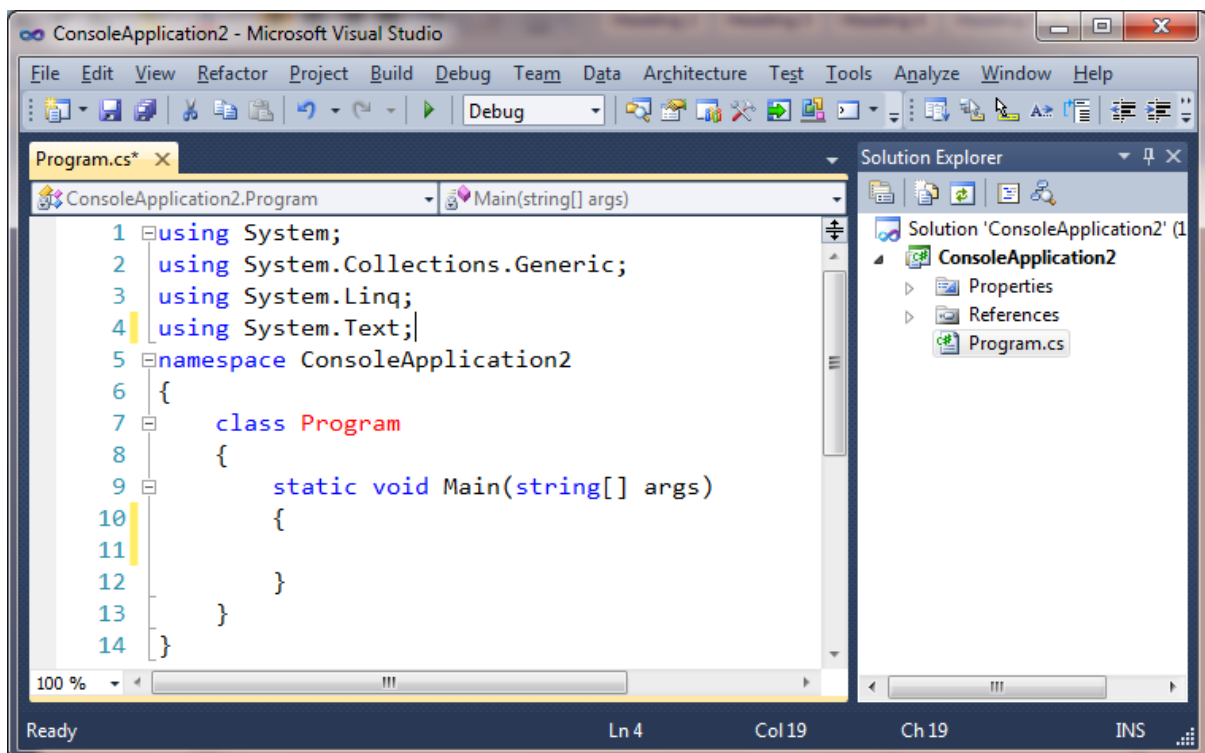 ConsoleApplication2 - Microsoft Visual Studio
File Edit View Refactor Project Build Debug Team Data Architecture Test Tools Analyze Window Help
Debug
Program.cs*
Solution Explorer
ConsoleApplication2.Program
Main(string[] args)
1 using System;
2 using System.Collections.Generic;
3 using System.Linq;
4 using System.Text;
5 namespace ConsoleApplication2
6 {
7 class Program
8 {
9 static void Main(string[] args)
10 {
11
12 }
13 }
14 }
100 %
Solution 'ConsoleApplication2' (1
ConsoleApplication2
Properties
References
Program.cs
Ready Ln 4 Col 19 Ch 19 INS